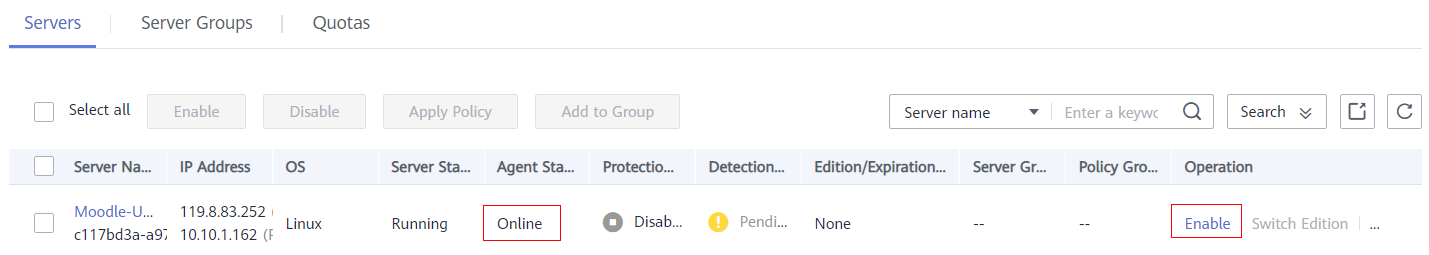 Servers Server Groups Quotas
Select all Enable Disable Apply Policy Add to Group Server name Enter a keywc Search
Server Na... IP Address OS Server Sta... Agent Sta... Protection... Detection... Edition/Expiration... Server Gr... Policy Gro... Operation
Moodle-U... 119.8.83.252 (
c117bd3a-a97 10.10.1.162 (F Linux Running Online Disab... Pendi... None -- -- Enable Switch Edition ...